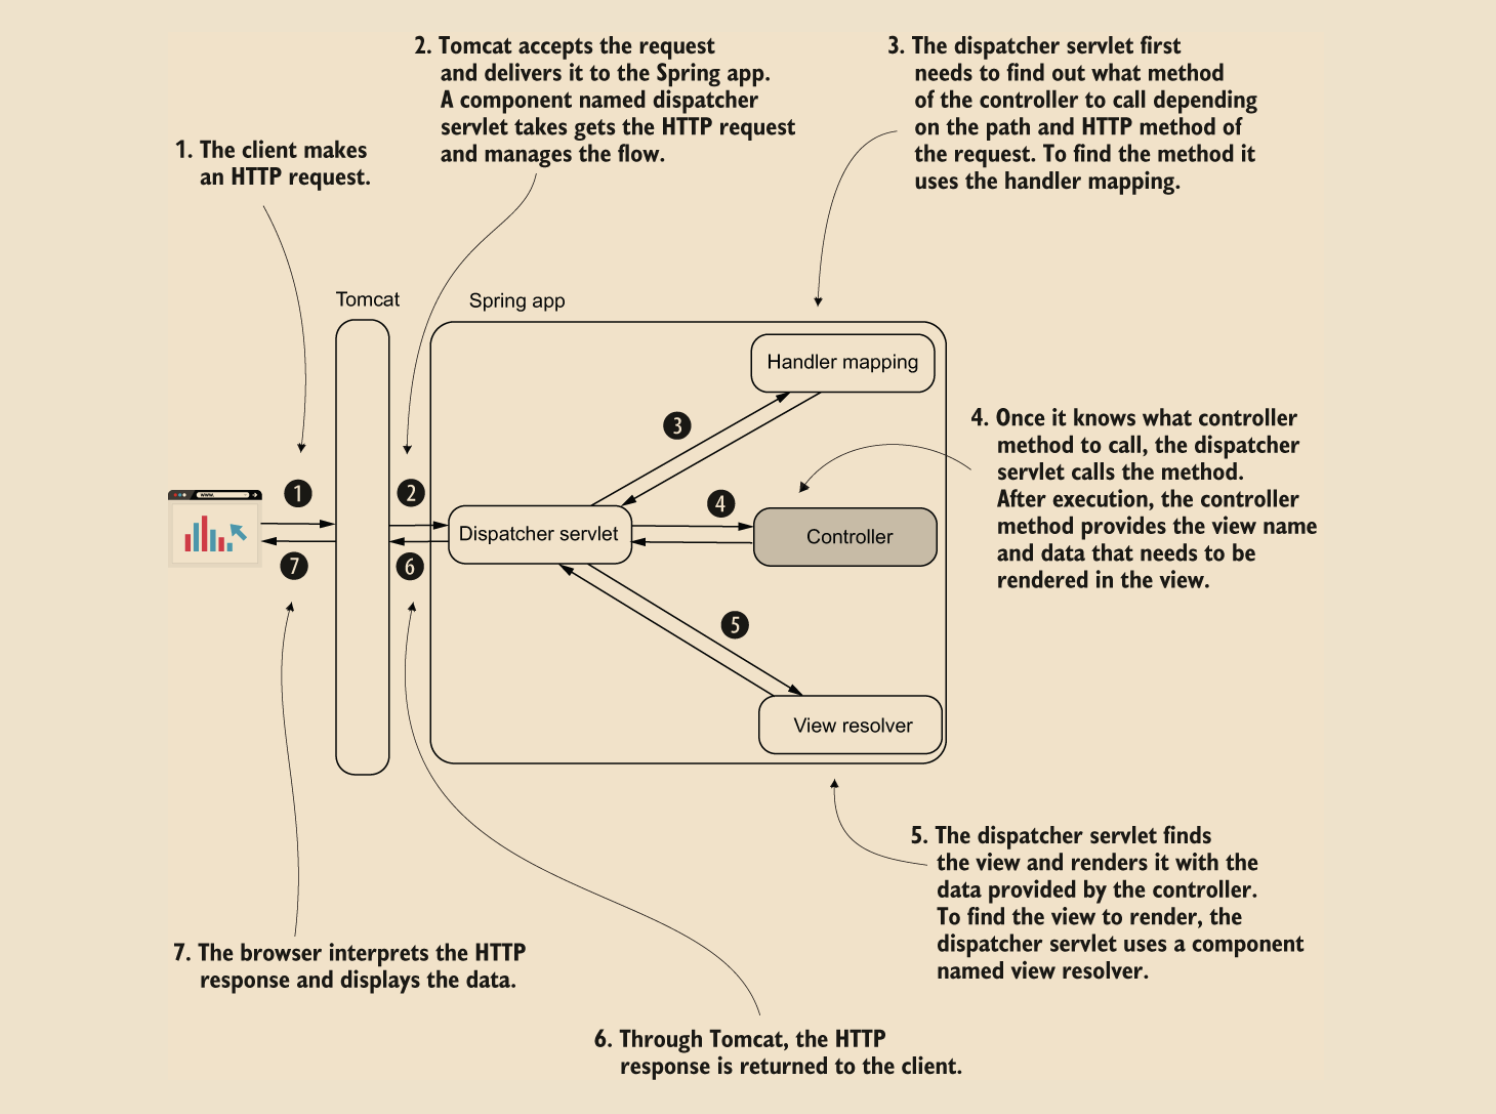 2. Tomcat accepts the request
and delivers it to the Spring app.
A component named dispatcher
servlet takes gets the HTTP request
and manages the flow.
3. The dispatcher servlet first
needs to find out what method
of the controller to call depending
on the path and HTTP method of
the request. To find the method it
uses the handler mapping.
1. The client makes
an HTTP request.
Tomcat
Spring app
Handler mapping
3
4. Once it knows what controller
method to call, the dispatcher
servlet calls the method.
After execution, the controller
method provides the view name
and data that needs to be
rendered in the view.
www.
1
2
4
Dispatcher servlet
Controller
7
6
5
View resolver
5. The dispatcher servlet finds
the view and renders it with the
data provided by the controller.
To find the view to render, the
dispatcher servlet uses a component
named view resolver.
7. The browser interprets the HTTP
response and displays the data.
6. Through Tomcat, the HTTP
response is returned to the client.